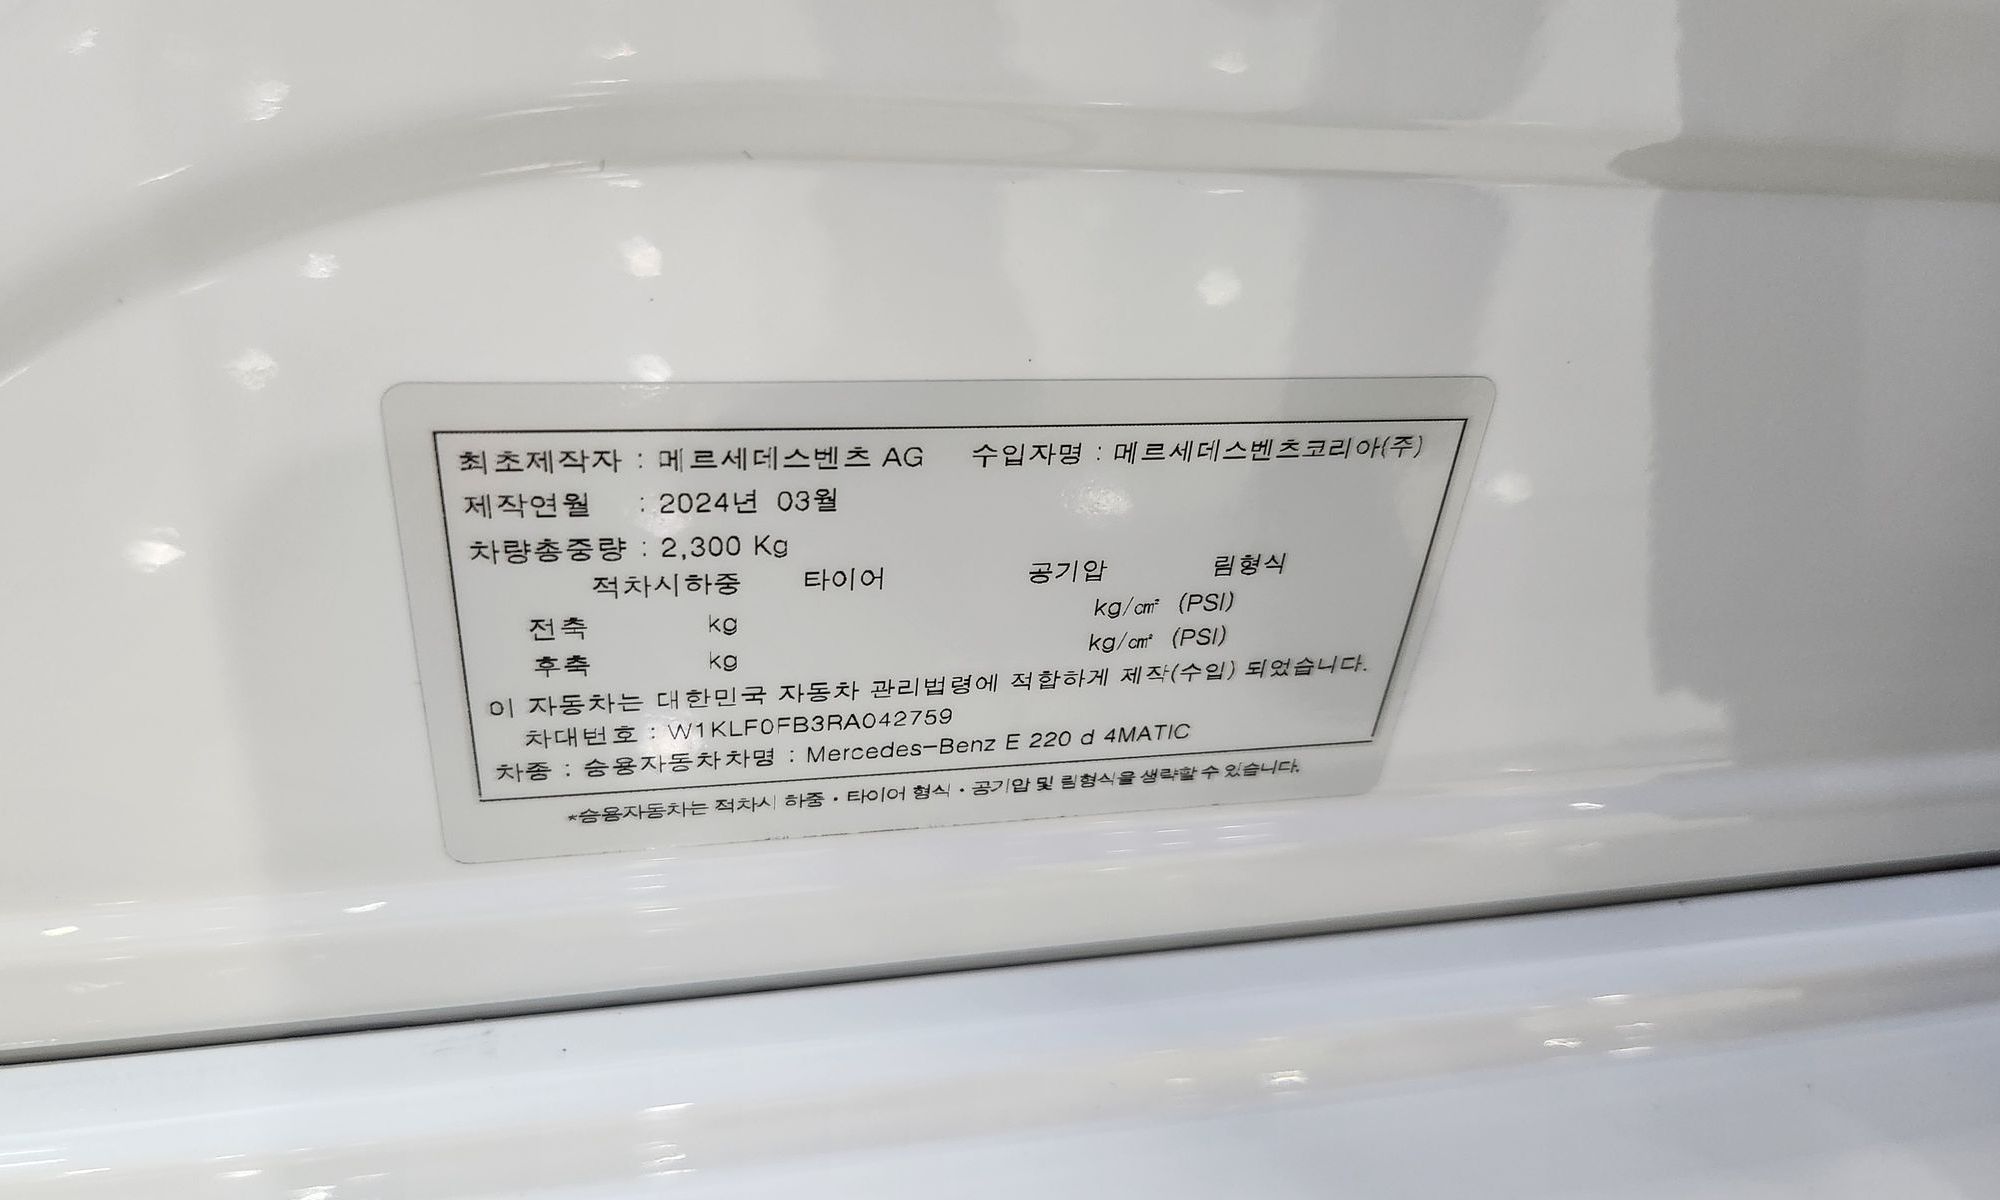 최초제작자 : 메르세데스벤츠 AG 수입자명 : 메르세데스벤츠코리아(주)
제작연월 : 2024년 03월
차량총중량 : 2,300 Kg
적차시하중 타이어 공기압 림형식
전축 kg kg/㎠ (PSI)
후축 kg kg/㎠ (PSI)
이 자동차는 대한민국 자동차 관리법령에 적합하게 제작(수입) 되었습니다.
차대번호 : W1KLF0FB3RA042759
차종 : 승용자동차차명 : Mercedes-Benz E 220 d 4MATIC
*승용자동차는 적차시 하중 · 타이어 형식 · 공기압 및 림형식을 생략할 수 있습니다.